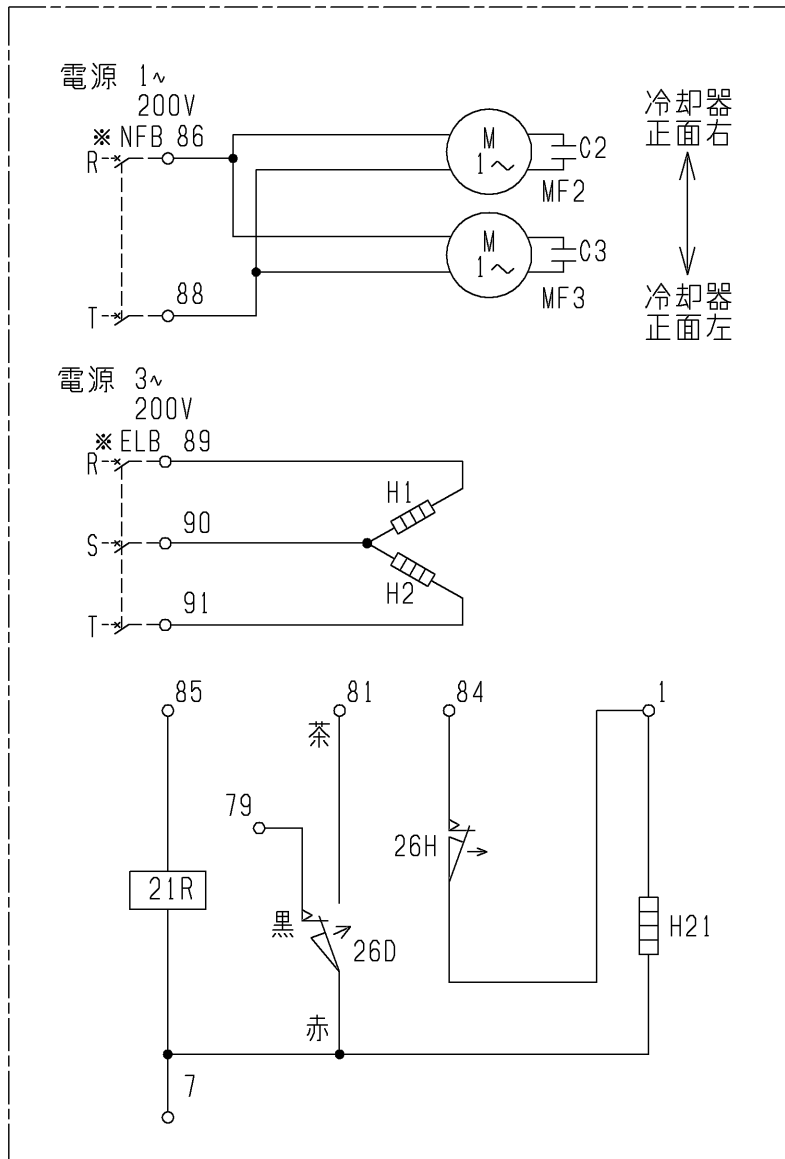 電源 1~
200V
※NFB 86
R
T
88
M
1~
C2
MF2
M
1~
C3
MF3
冷却器
正面右
冷却器
正面左
電源 3~
200V
※ELB 89
R
S
90
T
91
H1
H2
85
81
84
1
茶
79
26H
21R
黒
26D
H21
赤
7